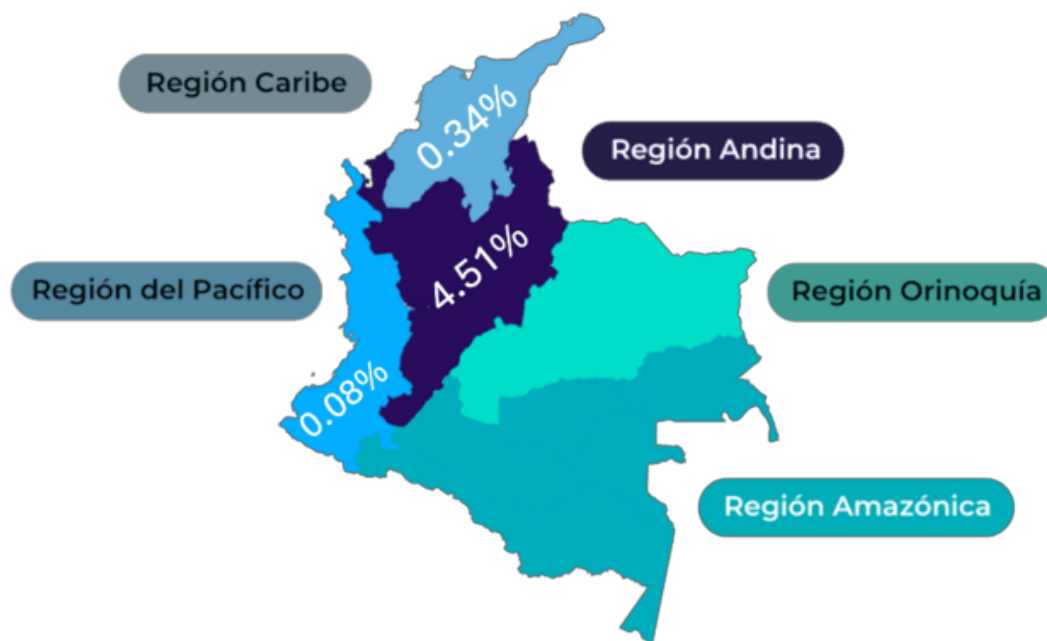 Región Caribe
0.34%
Región Andina
4.51%
Región del Pacífico
Región Orinoquía
0.08%
Región Amazónica